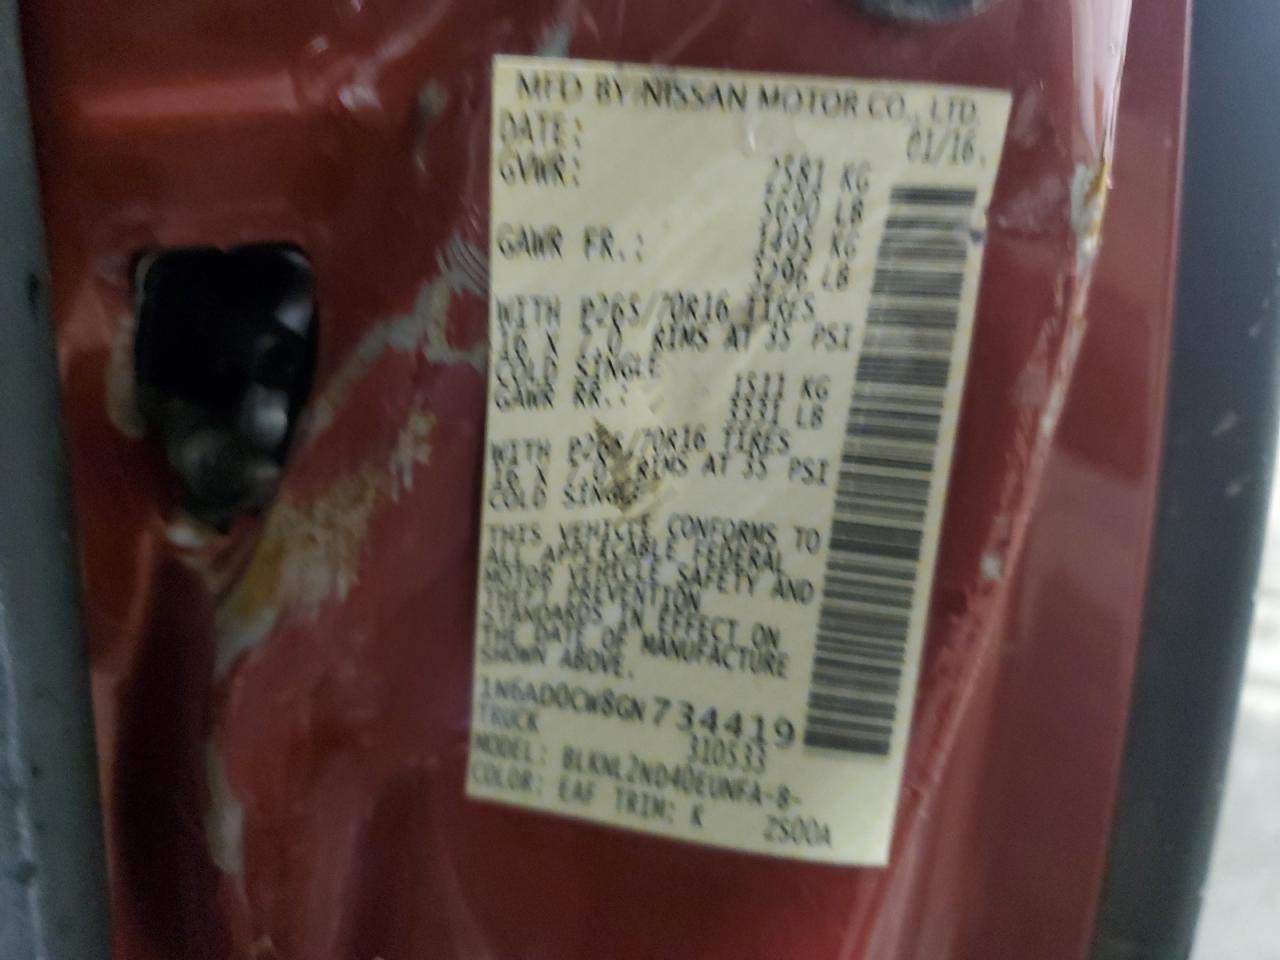 MFD BY NISSAN MOTOR CO., LTD.
DATE: 01/16.
GVWR: 2581 KG
5690 LB
GAWR FR.: 1495 KG
3296 LB
WITH P265/70R16 TIRES
16 X 7.0 RIMS AT 35 PSI
COLD SINGLE
GAWR RR.: 1511 KG
3331 LB
WITH P265/70R16 TIRES
16 X 7.0 RIMS AT 35 PSI
COLD SINGLE
THIS VEHICLE CONFORMS TO
ALL APPLICABLE FEDERAL
MOTOR VEHICLE SAFETY AND
THEFT PREVENTION
STANDARDS IN EFFECT ON
THE DATE OF MANUFACTURE
SHOWN ABOVE.
1N6AD0CW8GN734419
TRUCK 310533
MODEL: BLKNL2ND40EUNFA-8-
COLOR: EAF TRIM: K 2S00A